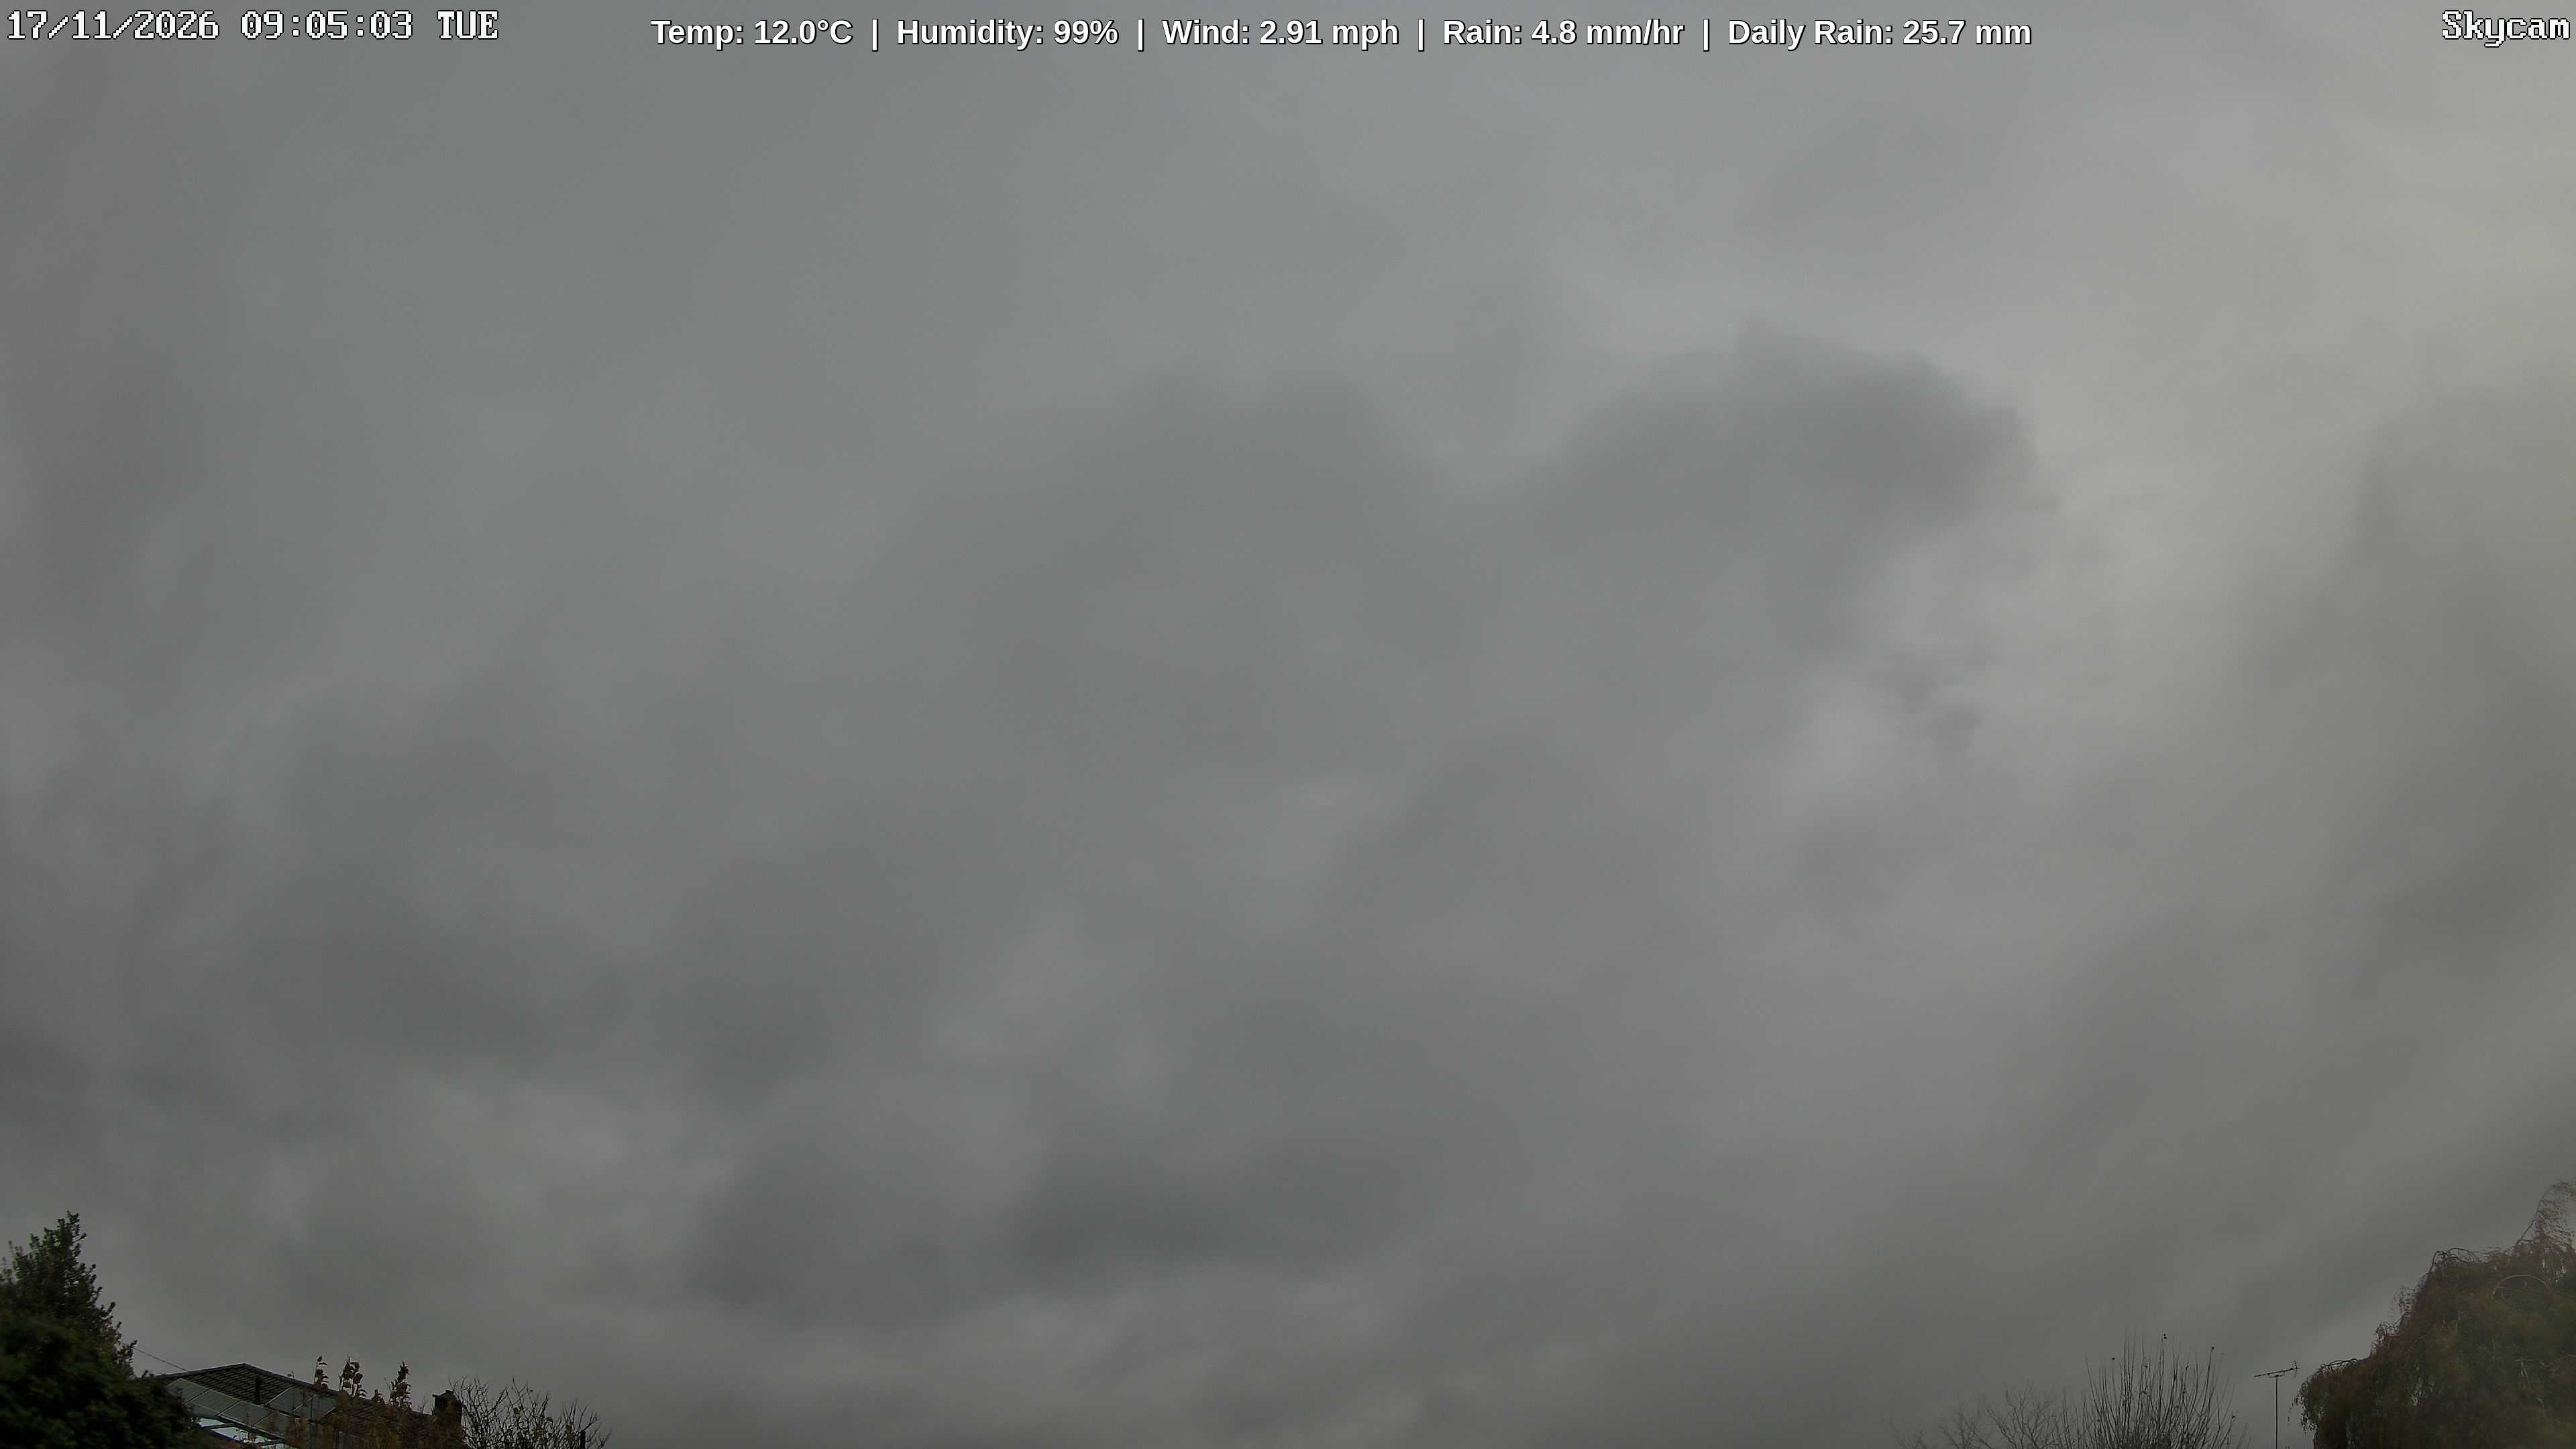 17/11/2026 09:05:03 TUE
Temp: 12.0°C | Humidity: 99% | Wind: 2.91 mph | Rain: 4.8 mm/hr | Daily Rain: 25.7 mm
Skycam